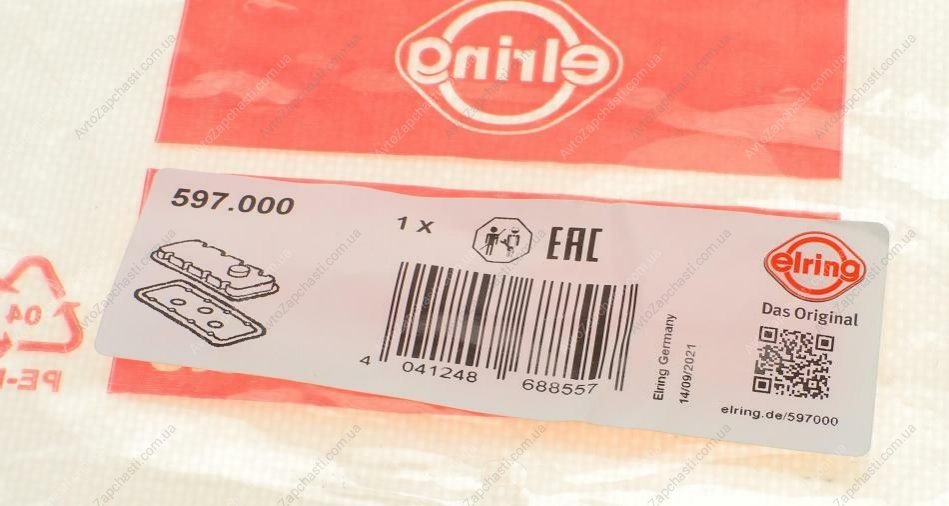 elring
597.000
1 X
EAC
elring
Das Original
4 041248 688557
Elring Germany
14/09/2021
elring.de/597000
04
PE-
AvtoZapchasti.com.ua